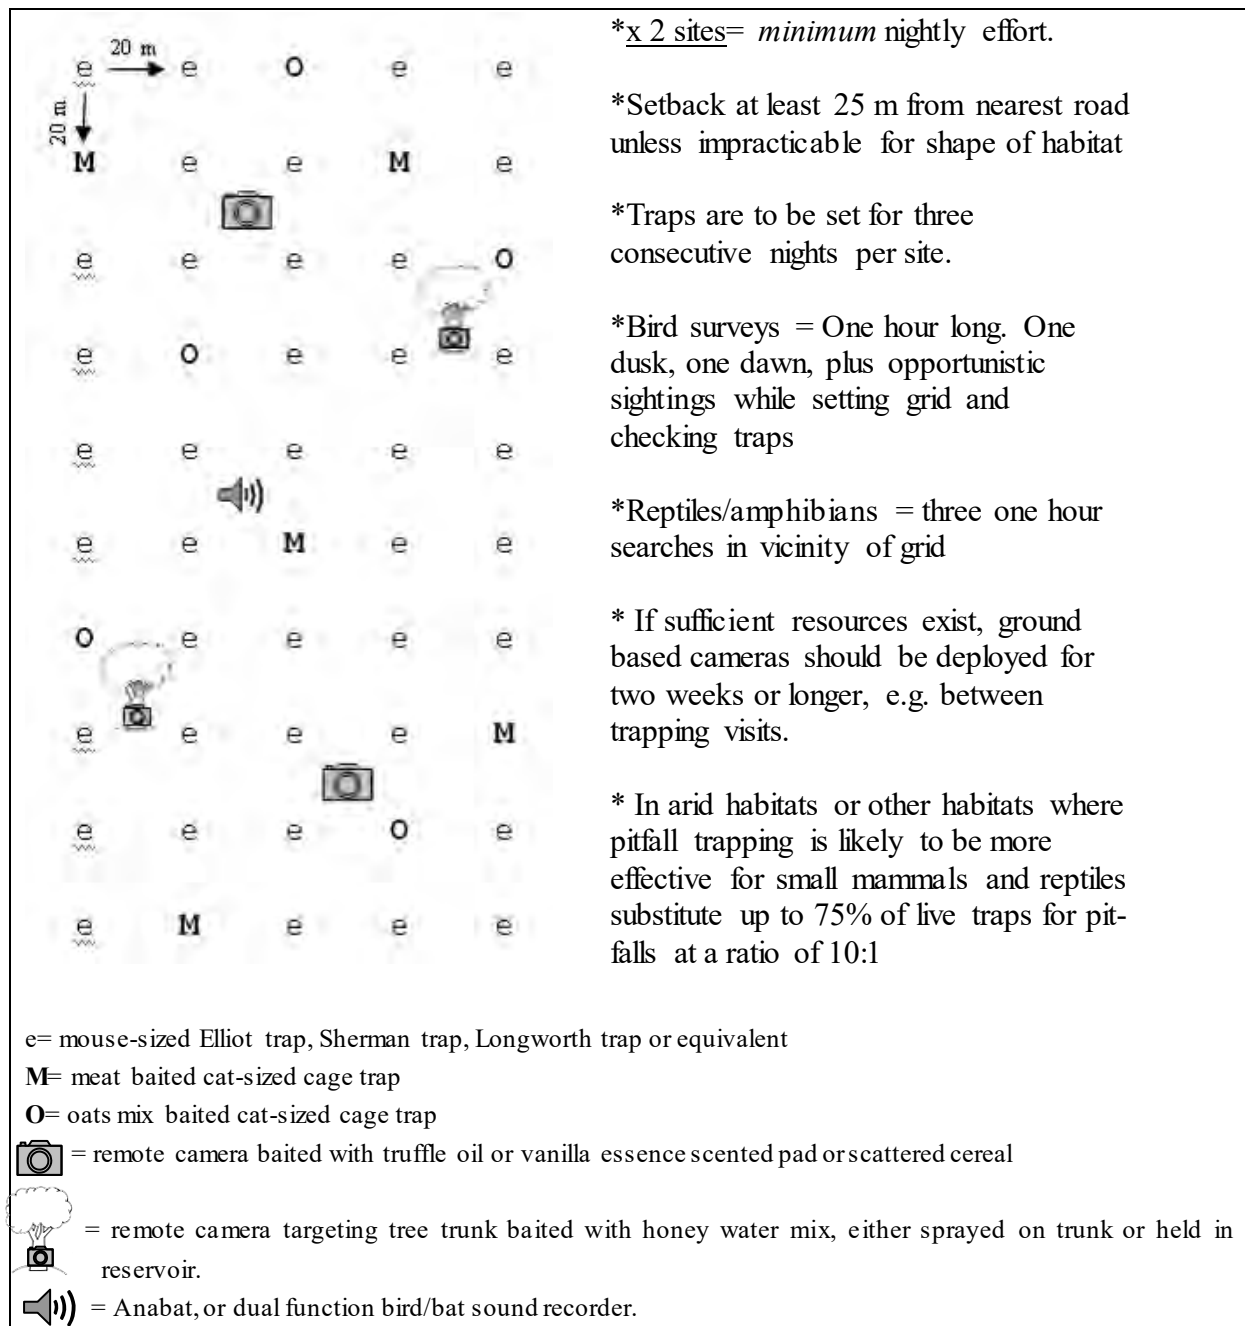 20 m
e e O e e
20 m
M e e M e
e e e e O
e O e e e
e e e e e
e e M e e
O e e e e
e e e e M
e e e O e
e M e e e
*x 2 sites= minimum nightly effort.
*Setback at least 25 m from nearest road
unless impracticable for shape of habitat
*Traps are to be set for three
consecutive nights per site.
*Bird surveys = One hour long. One
dusk, one dawn, plus opportunistic
sightings while setting grid and
checking traps
*Reptiles/amphibians = three one hour
searches in vicinity of grid
* If sufficient resources exist, ground
based cameras should be deployed for
two weeks or longer, e.g. between
trapping visits.
* In arid habitats or other habitats where
pitfall trapping is likely to be more
effective for small mammals and reptiles
substitute up to 75% of live traps for pit-
falls at a ratio of 10:1
e= mouse-sized Elliot trap, Sherman trap, Longworth trap or equivalent
M= meat baited cat-sized cage trap
O= oats mix baited cat-sized cage trap
= remote camera baited with truffle oil or vanilla essence scented pad or scattered cereal
= remote camera targeting tree trunk baited with honey water mix, either sprayed on trunk or held in
reservoir.
= Anabat, or dual function bird/bat sound recorder.